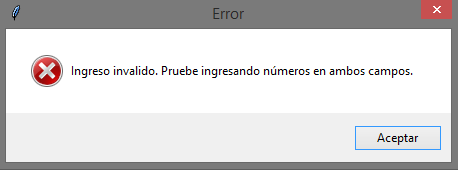 Error
Ingreso invalido. Pruebe ingresando números en ambos campos.
Aceptar